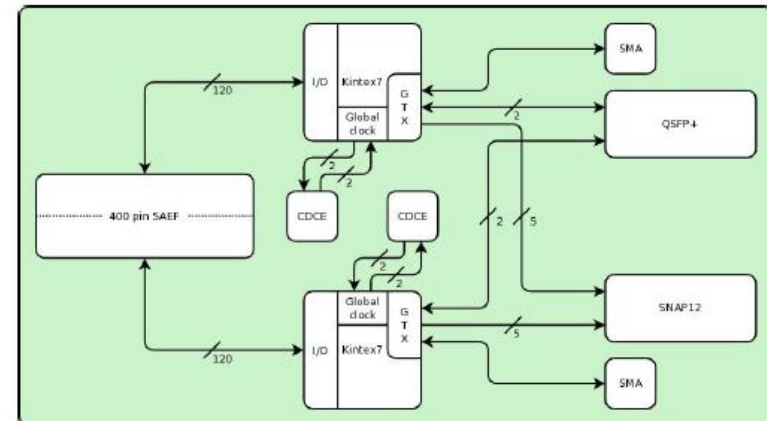 SMA
I/O
Kintex7
G
T
X
120
2
QSFP+
Global
clock
2
2
CDCE
CDCE
400 pin SAEF
2
5
2
2
Global
clock
G
T
X
SNAP12
5
I/O
Kintex7
120
SMA